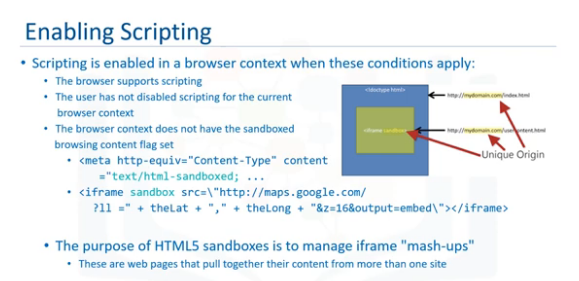 Enabling Scripting
• Scripting is enabled in a browser context when these conditions apply:
• The browser supports scripting
• The user has not disabled scripting for the current
browser context
• The browser context does not have the sandboxed
browsing content flag set
• <meta http-equiv="Content-Type" content
="text/html-sandboxed; ...
• <iframe sandbox src=\"http://maps.google.com/
?ll =" + theLat + "," + theLong + "&z=16&output=embed\"></iframe>
<!doctype html>
http://mydomain.com/index.html
<iframe sandbox>
http://mydomain.com/usercontent.html
Unique Origin
• The purpose of HTML5 sandboxes is to manage iframe "mash-ups"
• These are web pages that pull together their content from more than one site